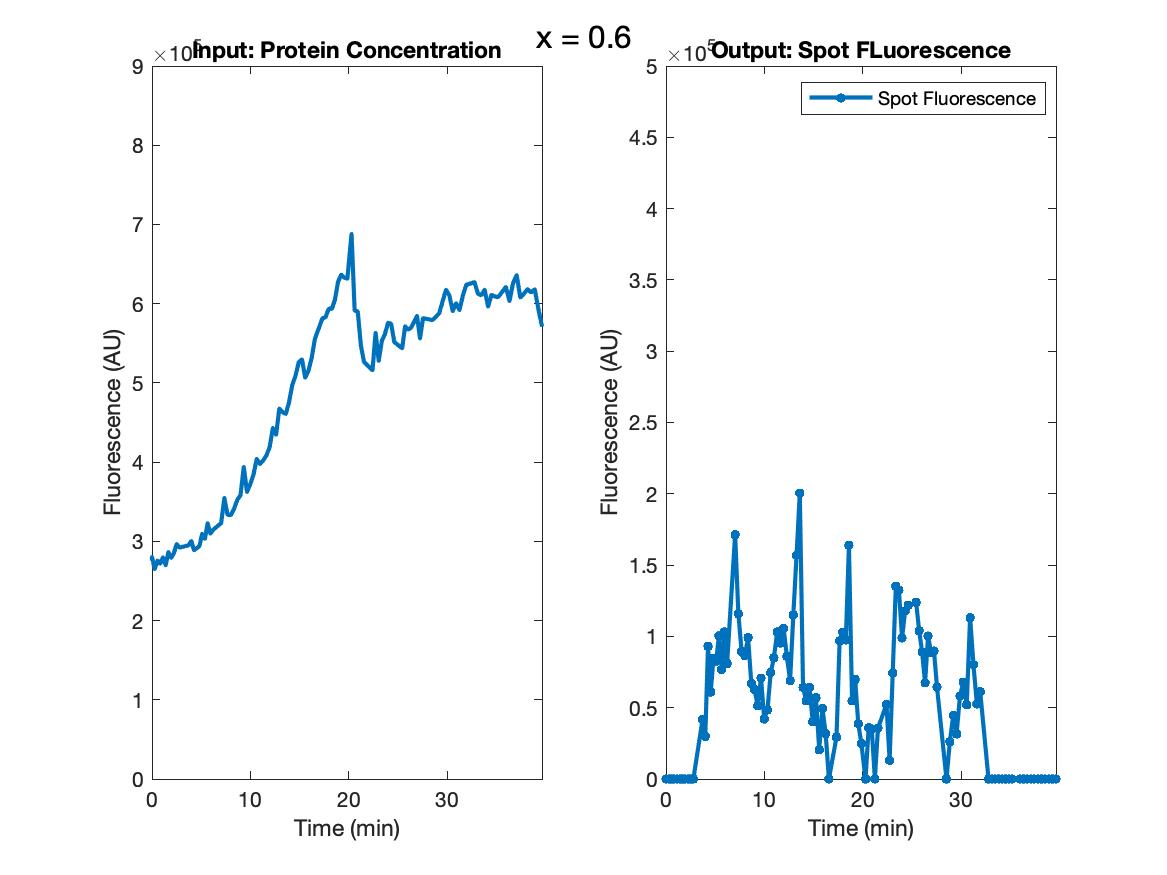 x = 0.6
×10⁵
Input: Protein Concentration
9
8
7
6
5
4
3
2
1
0
Fluorescence (AU)
0 10 20 30
Time (min)
×10⁵
Output: Spot FLuorescence
Spot Fluorescence
5
4.5
4
3.5
3
2.5
2
1.5
1
0.5
0
Fluorescence (AU)
0 10 20 30
Time (min)